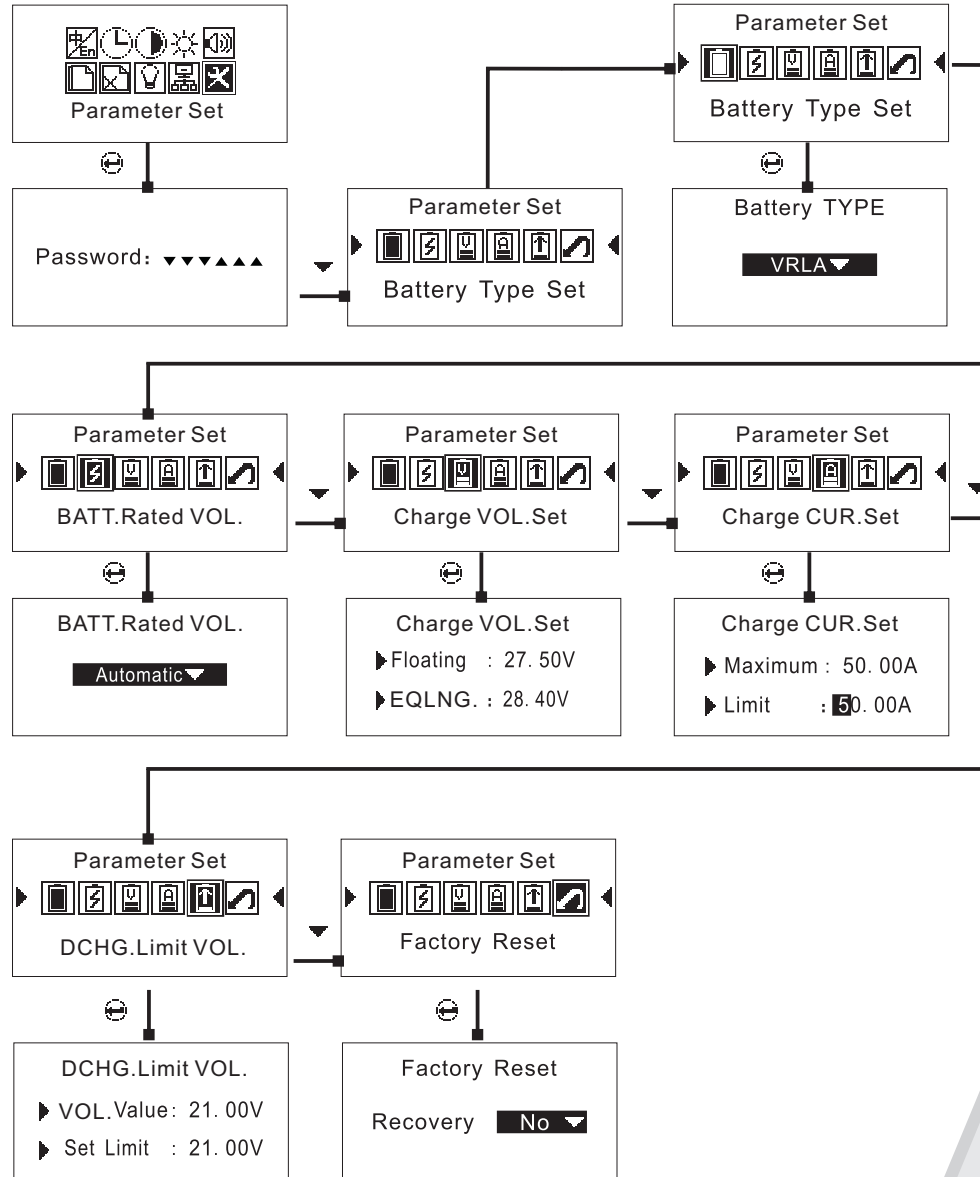 中/En
Parameter Set
Password: ▼▼▼▲▲▲
Parameter Set
Battery Type Set
Parameter Set
Battery Type Set
Battery TYPE
VRLA
Parameter Set
V A
BATT.Rated VOL.
BATT.Rated VOL.
Automatic
Parameter Set
V A
Charge VOL.Set
Charge VOL.Set
Floating : 27. 50V
EQLNG. : 28. 40V
Parameter Set
V A
Charge CUR.Set
Charge CUR.Set
Maximum : 50. 00A
Limit : 50. 00A
Parameter Set
V A
DCHG.Limit VOL.
DCHG.Limit VOL.
VOL.Value: 21. 00V
Set Limit : 21. 00V
Parameter Set
V A
Factory Reset
Factory Reset
Recovery No